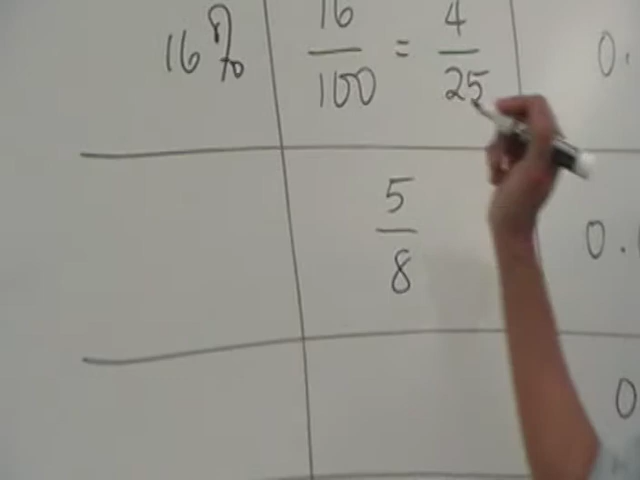 16% 16/100 = 4/25 0.
5/8 0.
0